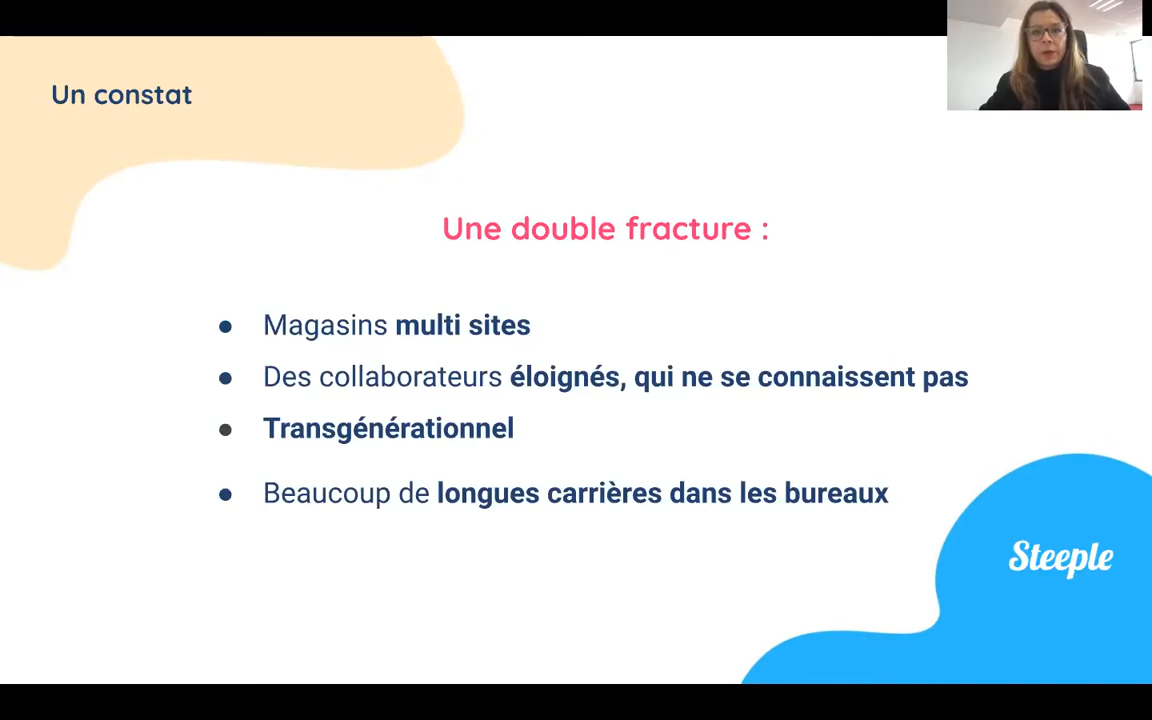 Un constat
Une double fracture :
● Magasins multi sites
● Des collaborateurs éloignés, qui ne se connaissent pas
● Transgénérationnel
● Beaucoup de longues carrières dans les bureaux
Steeple